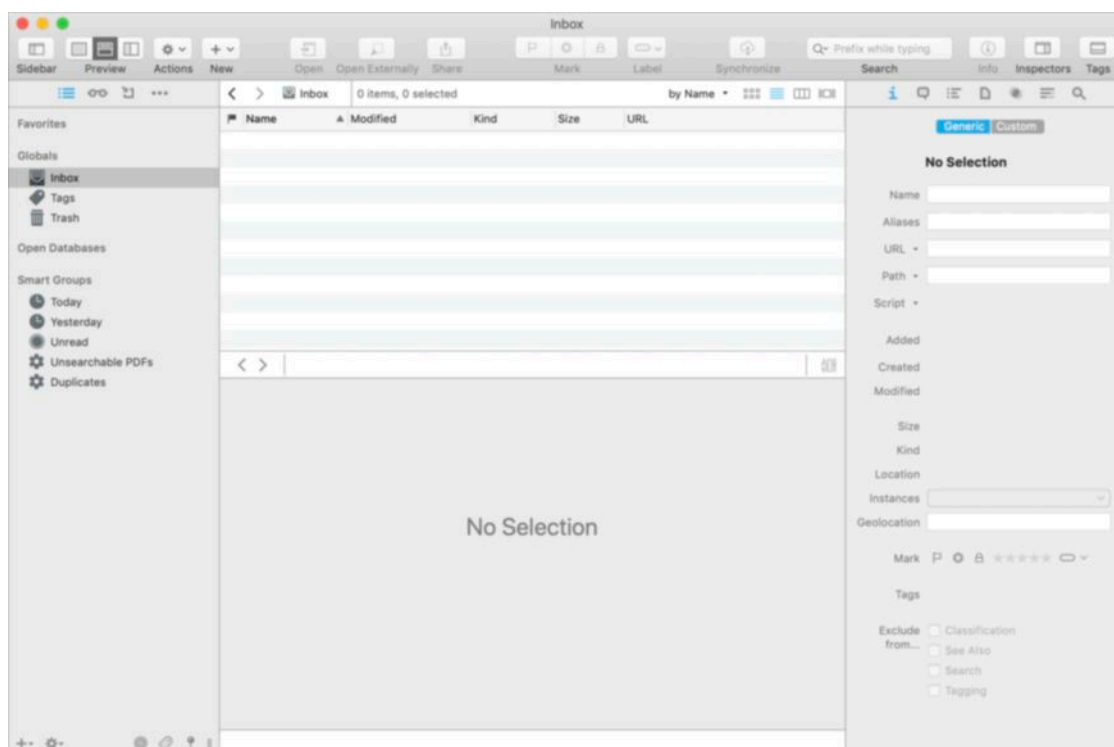 Inbox
Prefix while typing
Sidebar Preview Actions New Open Open Externally Share Mark Label Synchronize Search Info Inspectors Tags
Inbox 0 items, 0 selected by Name
Name Modified Kind Size URL
Favorites
Globals
Inbox
Tags
Trash
Open Databases
Smart Groups
Today
Yesterday
Unread
Unsearchable PDFs
Duplicates
No Selection
Generic Custom
No Selection
Name
Aliases
URL
Path
Script
Added
Created
Modified
Size
Kind
Location
Instances
Geolocation
Mark
Tags
Exclude from...
Classification
See Also
Search
Tagging